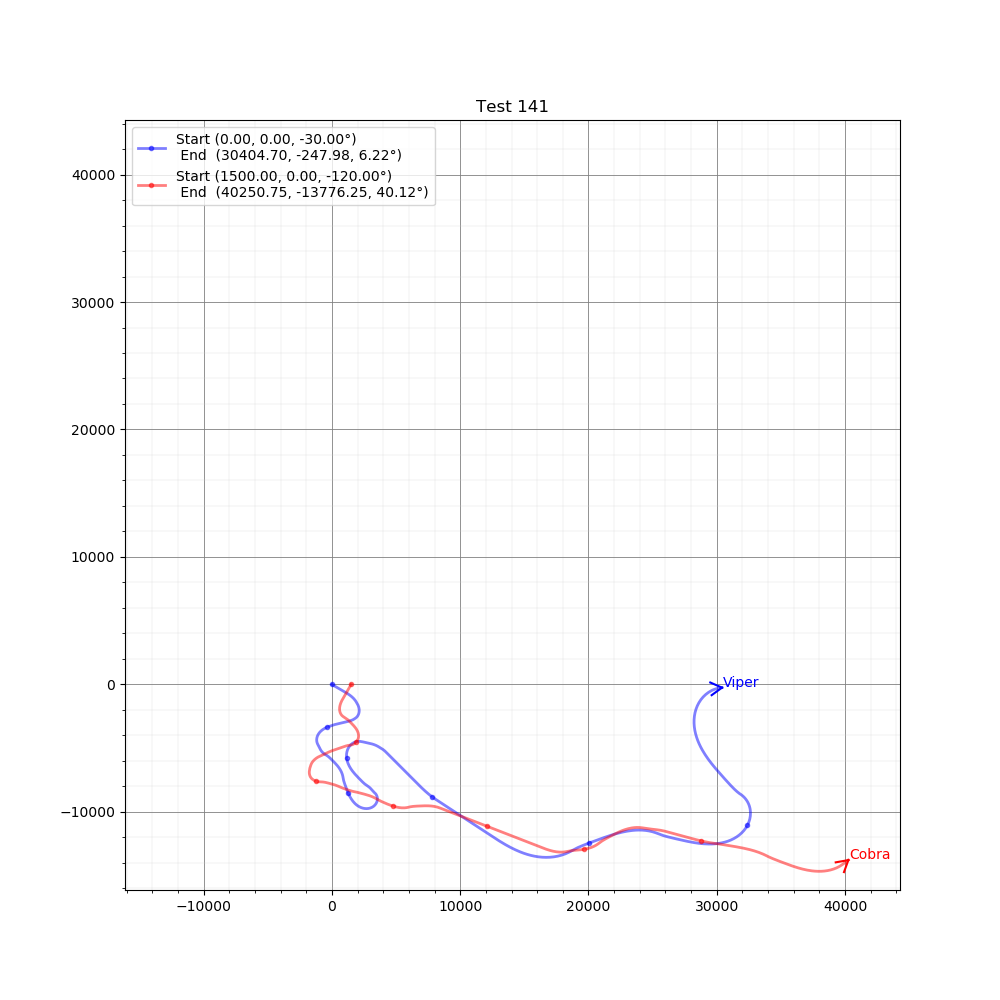 Test 141
Start (0.00, 0.00, -30.00°)
End  (30404.70, -247.98, 6.22°)
Start (1500.00, 0.00, -120.00°)
End  (40250.75, -13776.25, 40.12°)
40000
30000
20000
10000
0
−10000
Viper
Cobra
−10000
0
10000
20000
30000
40000